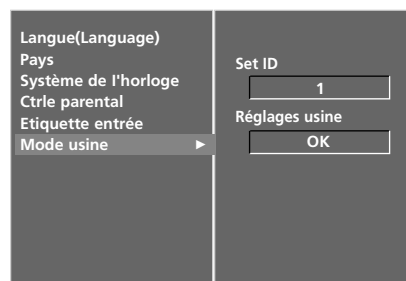 Langue(Language)
Pays
Système de I'horloge
Ctrle parental
Etiquette entrée
Mode usine ►
Set ID
1
Réglages usine
OK